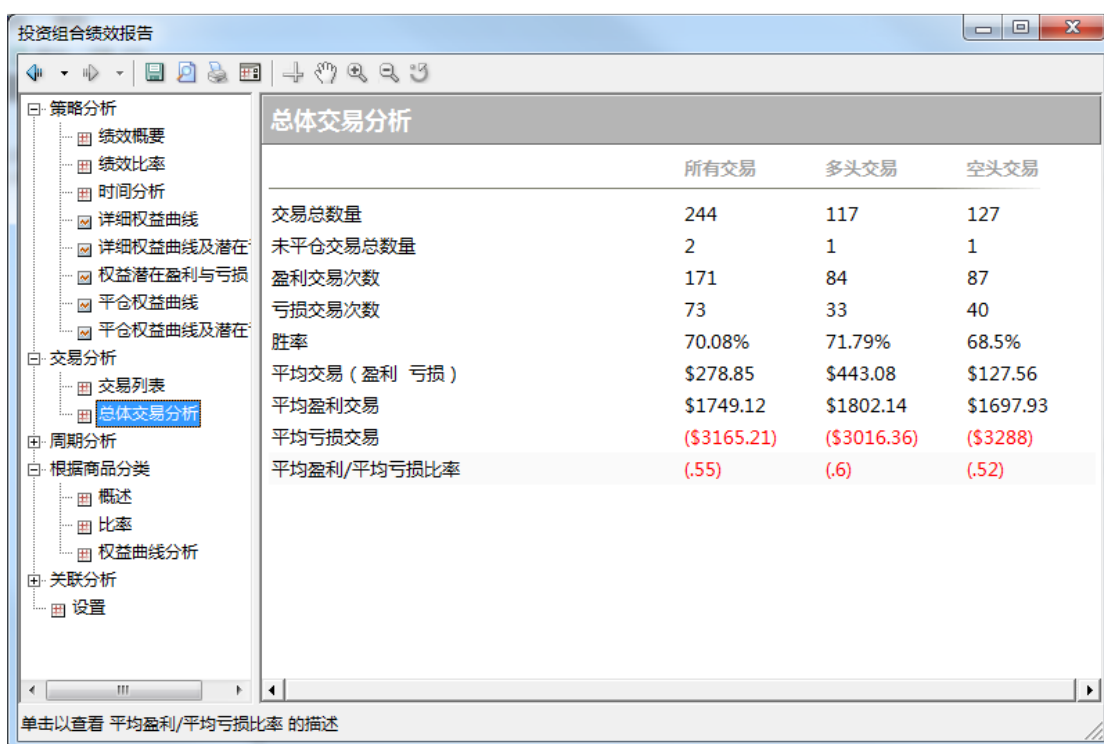 投资组合绩效报告
策略分析
绩效概要
绩效比率
时间分析
详细权益曲线
详细权益曲线及潜在
权益潜在盈利与亏损
平仓权益曲线
平仓权益曲线及潜在
交易分析
交易列表
总体交易分析
周期分析
根据商品分类
概述
比率
权益曲线分析
关联分析
设置
总体交易分析
所有交易 多头交易 空头交易
交易总数量 244 117 127
未平仓交易总数量 2 1 1
盈利交易次数 171 84 87
亏损交易次数 73 33 40
胜率 70.08% 71.79% 68.5%
平均交易（盈利 亏损） $278.85 $443.08 $127.56
平均盈利交易 $1749.12 $1802.14 $1697.93
平均亏损交易 ($3165.21) ($3016.36) ($3288)
平均盈利/平均亏损比率 (.55) (.6) (.52)
单击以查看 平均盈利/平均亏损比率 的描述